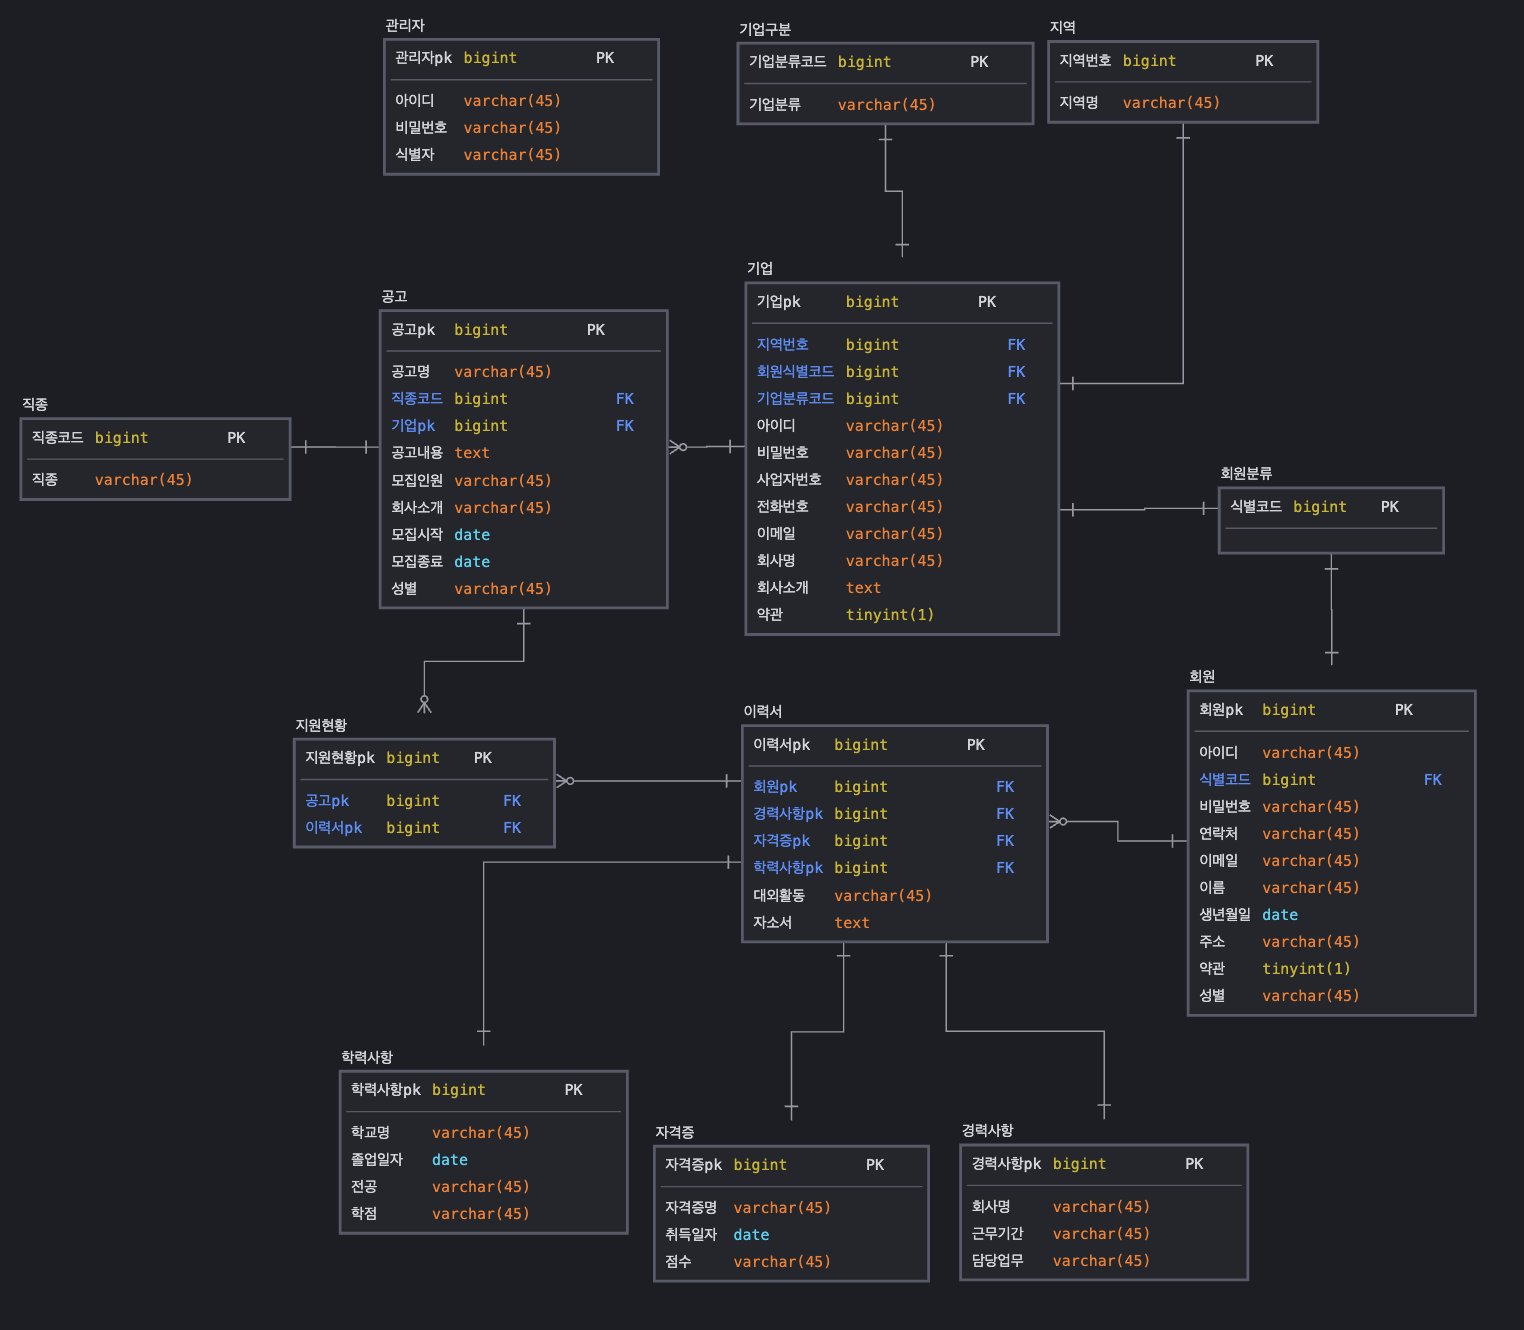 관리자
관리자pk bigint PK
아이디 varchar(45)
비밀번호 varchar(45)
식별자 varchar(45)
기업구분
기업분류코드 bigint PK
기업분류 varchar(45)
지역
지역번호 bigint PK
지역명 varchar(45)
기업
기업pk bigint PK
지역번호 bigint FK
회원식별코드 bigint FK
기업분류코드 bigint FK
아이디 varchar(45)
비밀번호 varchar(45)
사업자번호 varchar(45)
전화번호 varchar(45)
이메일 varchar(45)
회사명 varchar(45)
회사소개 text
약관 tinyint(1)
공고
공고pk bigint PK
공고명 varchar(45)
직종코드 bigint FK
기업pk bigint FK
공고내용 text
모집인원 varchar(45)
회사소개 varchar(45)
모집시작 date
모집종료 date
성별 varchar(45)
직종
직종코드 bigint PK
직종 varchar(45)
회원분류
식별코드 bigint PK
회원
회원pk bigint PK
아이디 varchar(45)
식별코드 bigint FK
비밀번호 varchar(45)
연락처 varchar(45)
이메일 varchar(45)
이름 varchar(45)
생년월일 date
주소 varchar(45)
약관 tinyint(1)
성별 varchar(45)
이력서
이력서pk bigint PK
회원pk bigint FK
경력사항pk bigint FK
자격증pk bigint FK
학력사항pk bigint FK
대외활동 varchar(45)
자소서 text
지원현황
지원현황pk bigint PK
공고pk bigint FK
이력서pk bigint FK
학력사항
학력사항pk bigint PK
학교명 varchar(45)
졸업일자 date
전공 varchar(45)
학점 varchar(45)
자격증
자격증pk bigint PK
자격증명 varchar(45)
취득일자 date
점수 varchar(45)
경력사항
경력사항pk bigint PK
회사명 varchar(45)
근무기간 varchar(45)
담당업무 varchar(45)